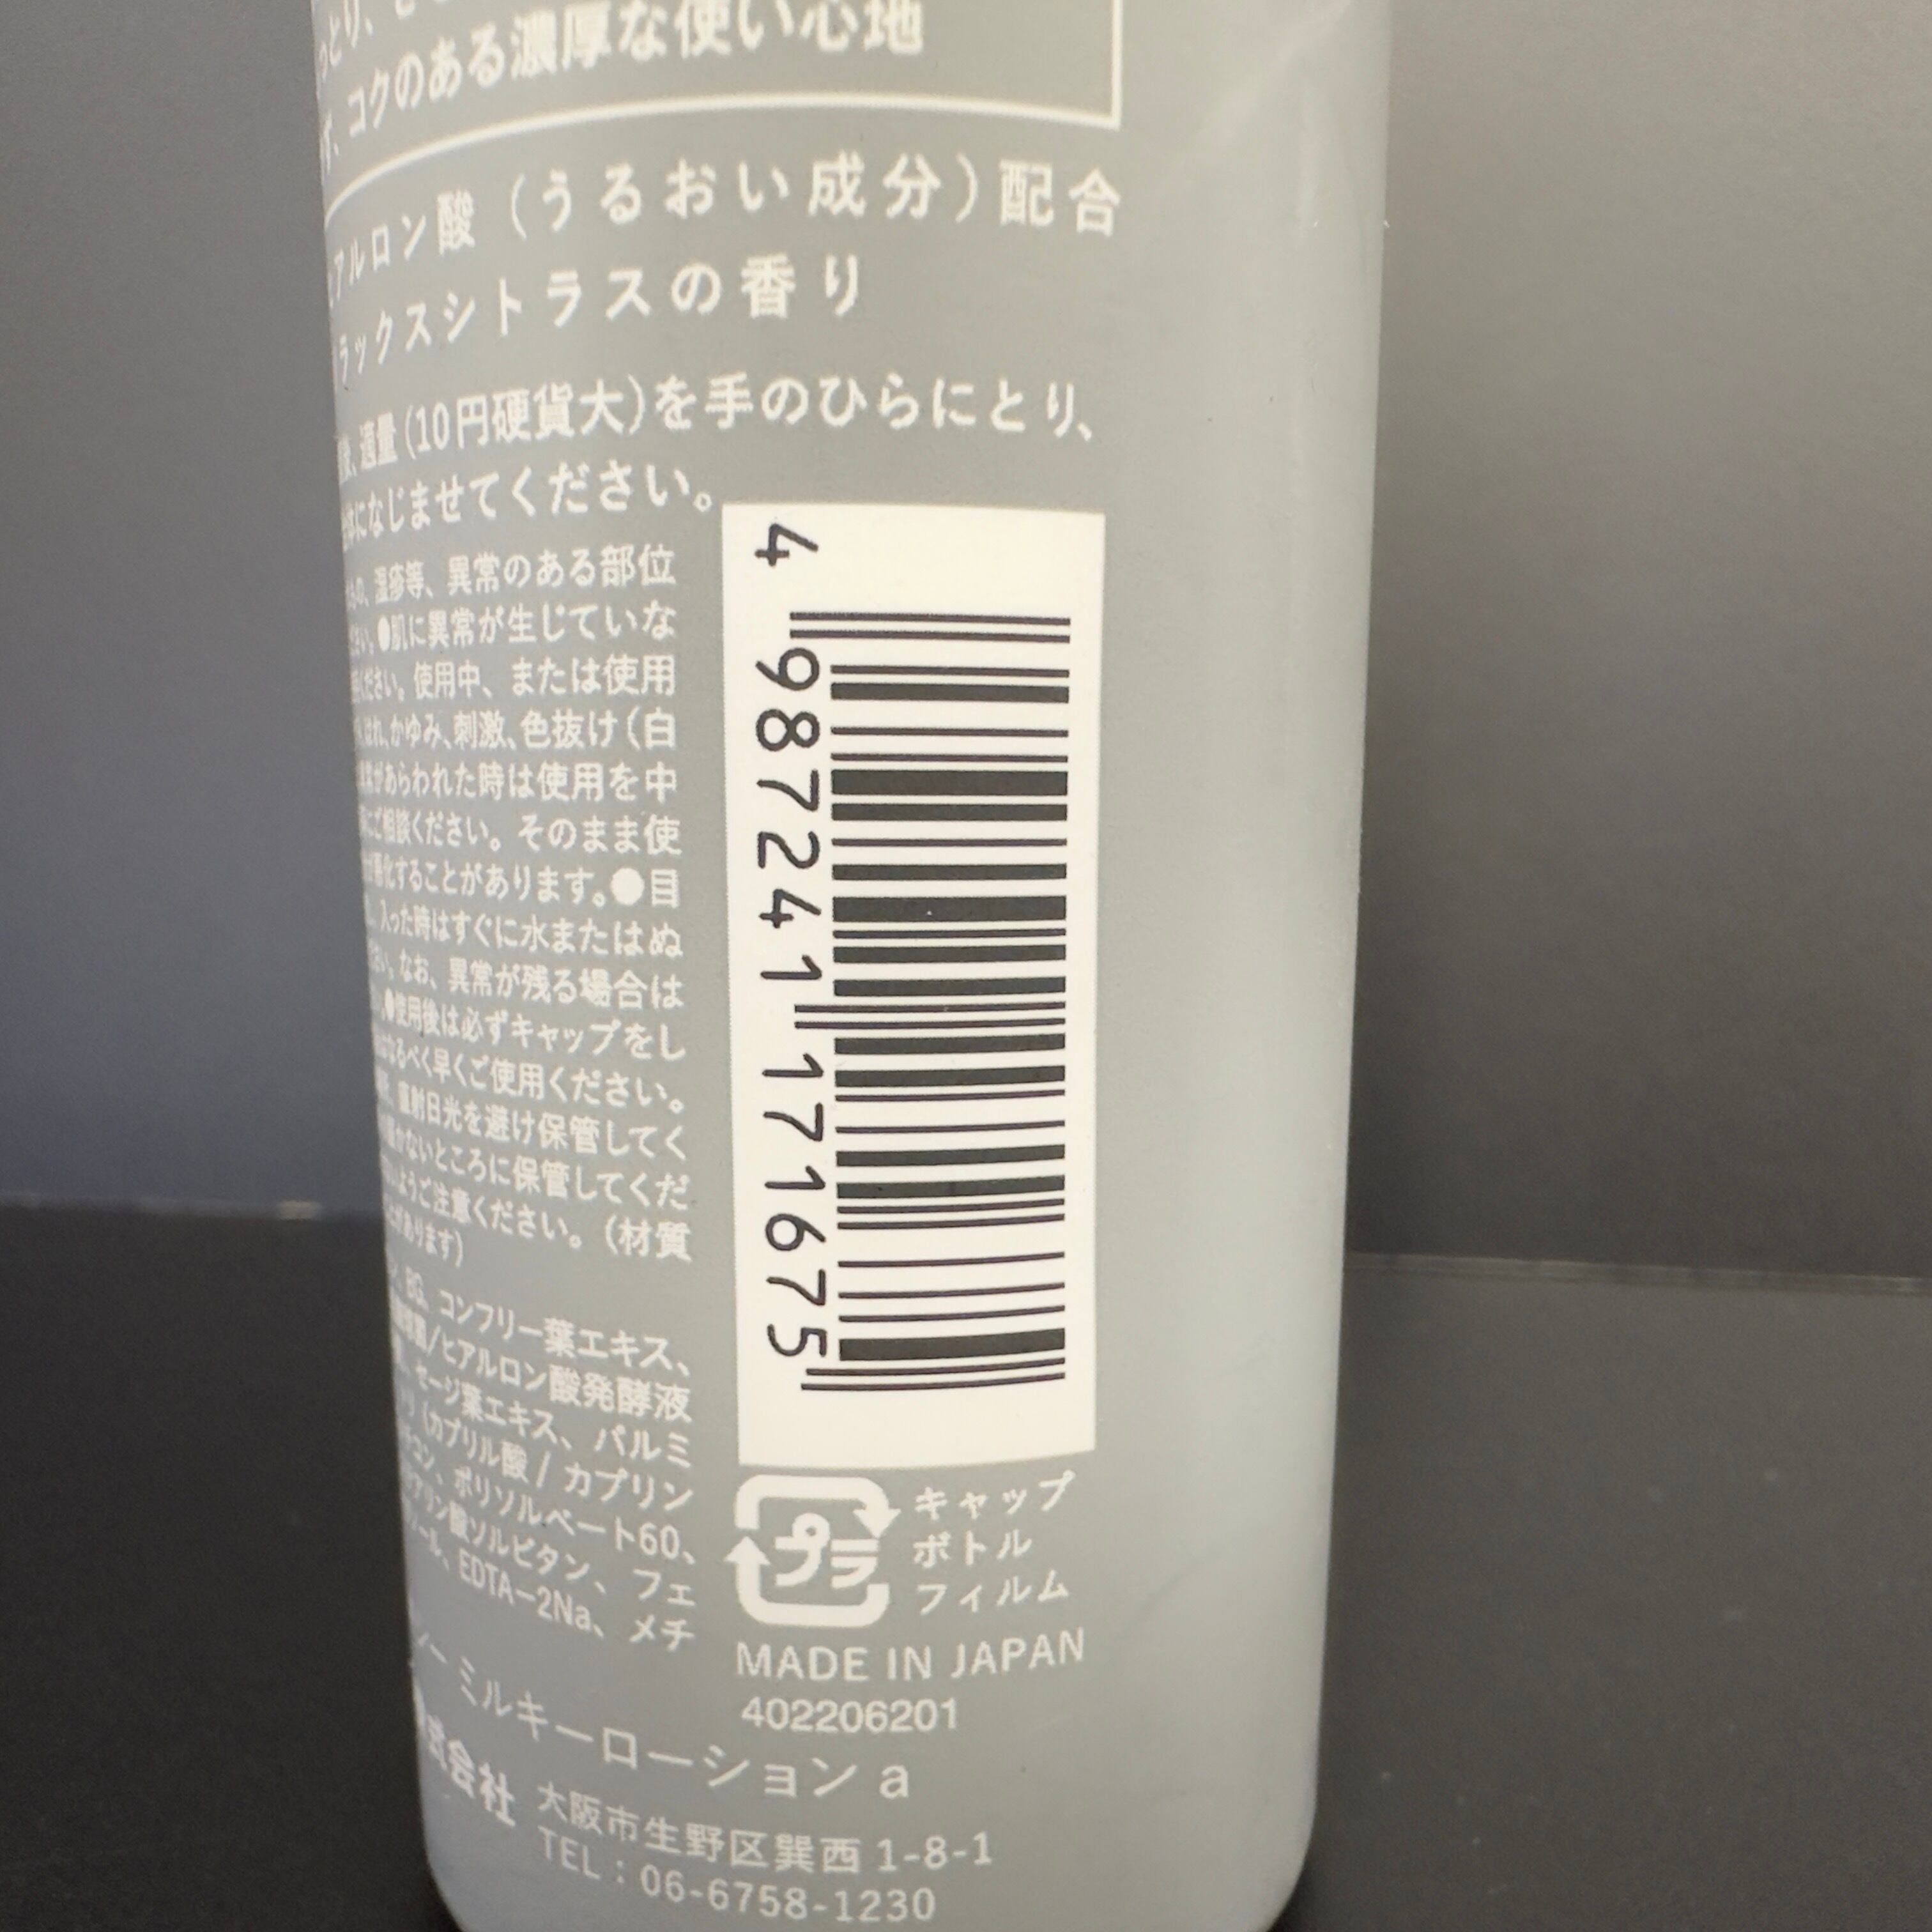 コクのある濃厚な使い心地
ヒアルロン酸（うるおい成分）配合
ラックスシトラスの香り
適量(10円硬貨大)を手のひらにとり、
になじませてください。
湿疹等、異常のある部位
●肌に異常が生じていな
ください。使用中、または使用
かゆみ、刺激、色抜け（白
があらわれた時は使用を中
にご相談ください。そのまま使
化することがあります。●目
入った時はすぐに水またはぬ
なお、異常が残る場合は
●使用後は必ずキャップをし
なるべく早くご使用ください。
直射日光を避け保管してく
かないところに保管してくだ
ようご注意ください。(材質
があります)
BG、コンフリー葉エキス、
/ヒアルロン酸発酵液
セージ葉エキス、パルミ
(カプリル酸/カプリン
ポリソルベート60、
ソルビタン、フェ
EDTA-2Na、メチ
4 987241 171675
プラ
キャップ
ボトル
フィルム
MADE IN JAPAN
402206201
ミルキーローション a
株式会社 大阪市生野区巽西1-8-1
TEL：06-6758-1230